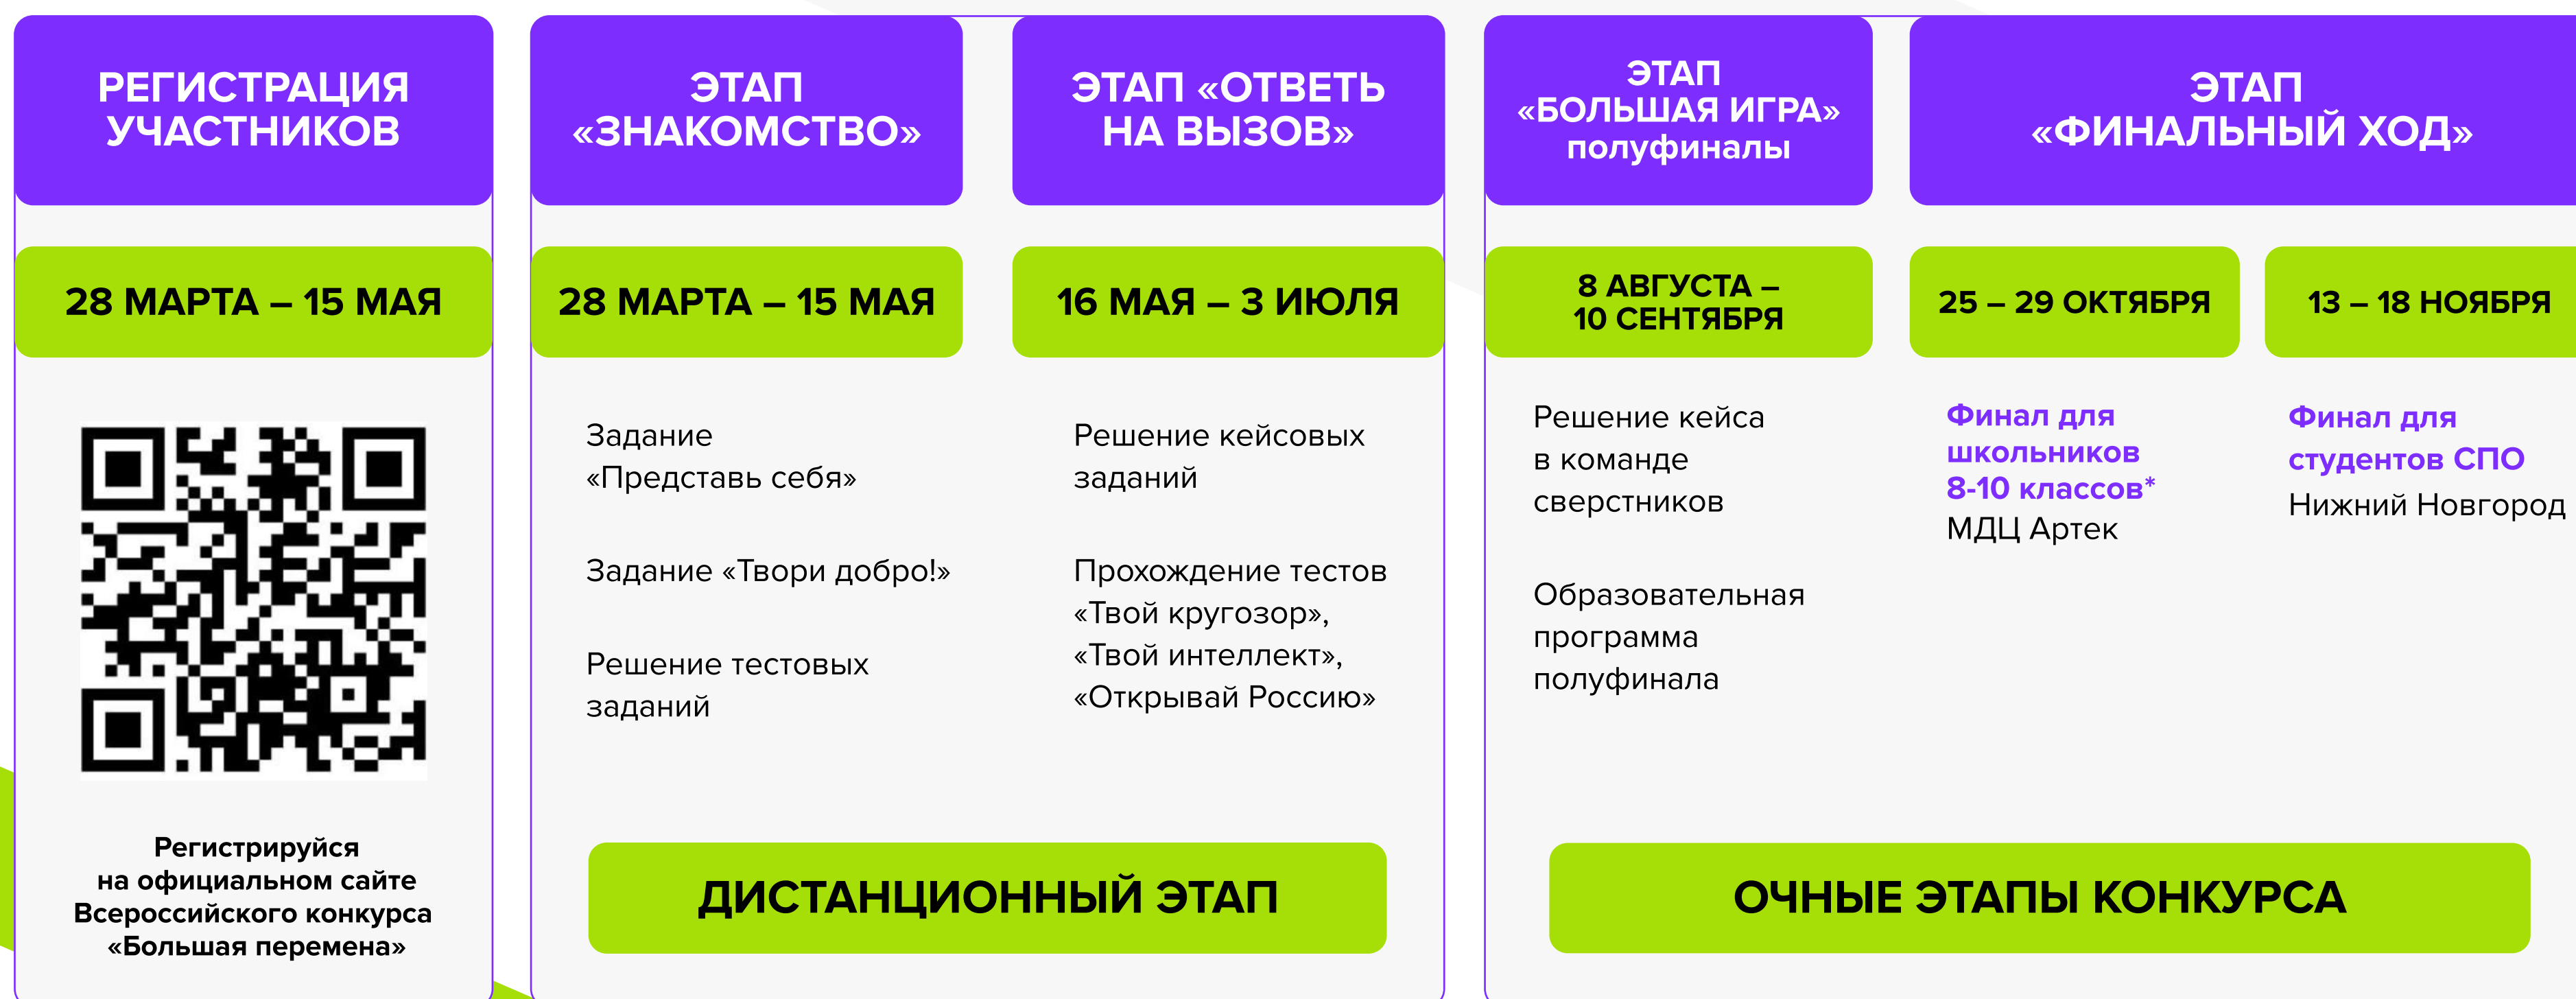 РЕГИСТРАЦИЯ
УЧАСТНИКОВ
28 МАРТА – 15 МАЯ
Регистрируйся
на официальном сайте
Всероссийского конкурса
«Большая перемена»
ЭТАП
«ЗНАКОМСТВО»
28 МАРТА – 15 МАЯ
Задание
«Представь себя»
Задание «Твори добро!»
Решение тестовых
заданий
ЭТАП «ОТВЕТЬ
НА ВЫЗОВ»
16 МАЯ – 3 ИЮЛЯ
Решение кейсовых
заданий
Прохождение тестов
«Твой кругозор»,
«Твой интеллект»,
«Открывай Россию»
ДИСТАНЦИОННЫЙ ЭТАП
ЭТАП
«БОЛЬШАЯ ИГРА»
полуфиналы
8 АВГУСТА –
10 СЕНТЯБРЯ
Решение кейса
в команде
сверстников
Образовательная
программа
полуфинала
ЭТАП
«ФИНАЛЬНЫЙ ХОД»
25 – 29 ОКТЯБРЯ
Финал для
школьников
8-10 классов*
МДЦ Артек
13 – 18 НОЯБРЯ
Финал для
студентов СПО
Нижний Новгород
ОЧНЫЕ ЭТАПЫ КОНКУРСА